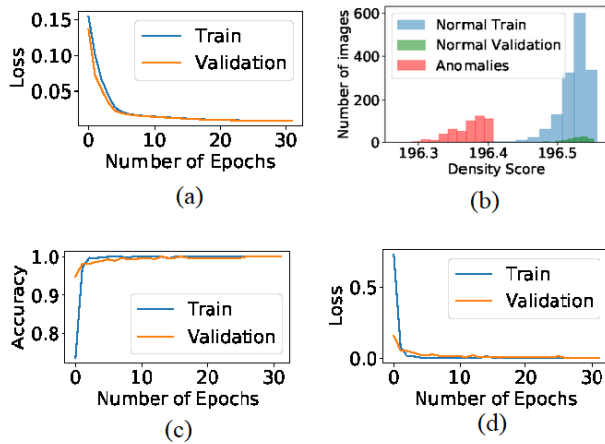 0.15
0.10
0.05
Loss
Train
Validation
0
10
20
30
Number of Epochs
(a)
600
300
0
Number of images
Normal Train
Normal Validation
Anomalies
196.3
196.4
196.5
Density Score
(b)
1.0
0.9
0.8
Accuracy
Train
Validation
0
10
20
30
Number of Epochs
(c)
0.5
0.0
Loss
Train
Validation
0
10
20
30
Number of Epochs
(d)